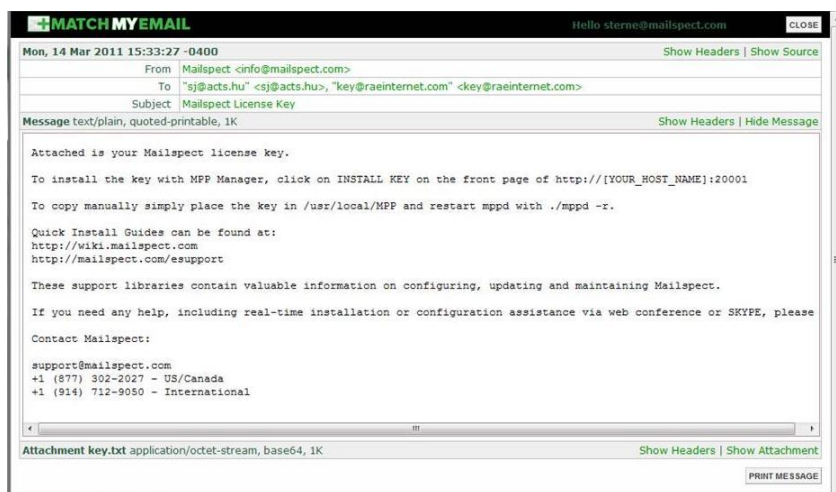 MATCHMYEMAIL Hello sterne@mailspect.com CLOSE
Mon, 14 Mar 2011 15:33:27 -0400 Show Headers | Show Source
From Mailspect <info@mailspect.com>
To "sj@acts.hu" <sj@acts.hu>, "key@raeinternet.com" <key@raeinternet.com>
Subject Mailspect License Key
Message text/plain, quoted-printable, 1K Show Headers | Hide Message
Attached is your Mailspect license key.
To install the key with MPP Manager, click on INSTALL KEY on the front page of http://[YOUR_HOST_NAME]:20001
To copy manually simply place the key in /usr/local/MPP and restart mppd with ./mppd -r.
Quick Install Guides can be found at:
http://wiki.mailspect.com
http://mailspect.com/esupport
These support libraries contain valuable information on configuring, updating and maintaining Mailspect.
If you need any help, including real-time installation or configuration assistance via web conference or SKYPE, please
Contact Mailspect:
support@mailspect.com
+1 (877) 302-2027 - US/Canada
+1 (914) 712-9050 - International
Attachment key.txt application/octet-stream, base64, 1K Show Headers | Show Attachment
PRINT MESSAGE